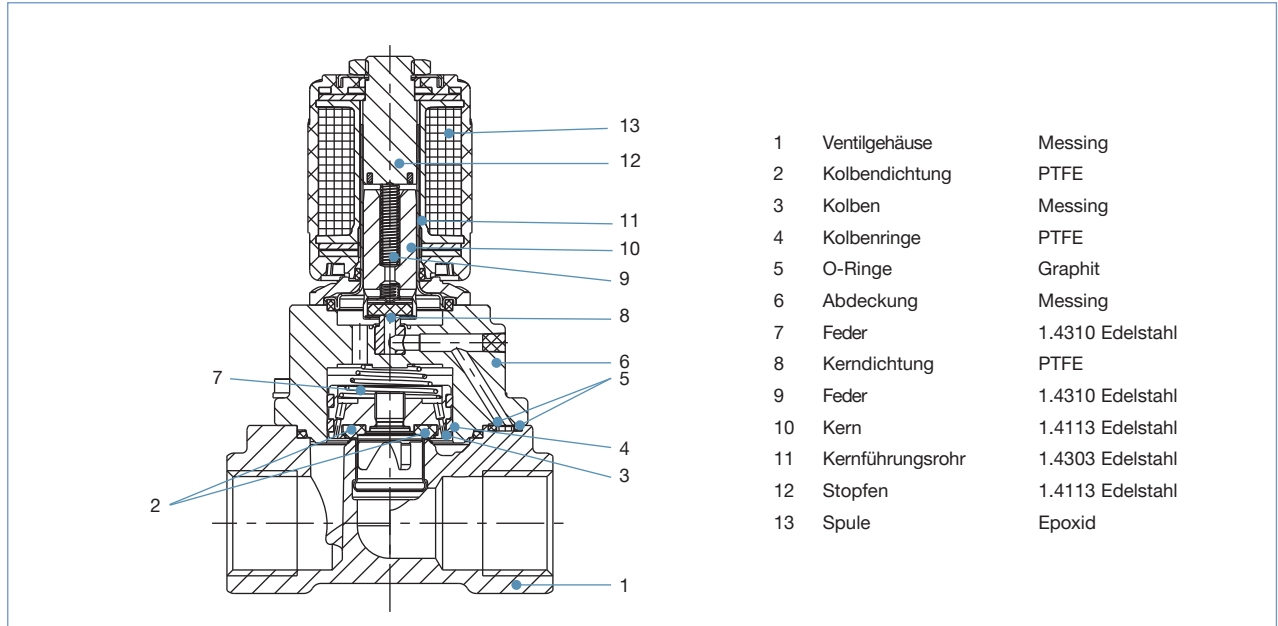 13
12
11
10
9
8
7
6
5
4
3
2
1
1 Ventilgehäuse Messing
2 Kolbendichtung PTFE
3 Kolben Messing
4 Kolbenringe PTFE
5 O-Ringe Graphit
6 Abdeckung Messing
7 Feder 1.4310 Edelstahl
8 Kerndichtung PTFE
9 Feder 1.4310 Edelstahl
10 Kern 1.4113 Edelstahl
11 Kernführungsrohr 1.4303 Edelstahl
12 Stopfen 1.4113 Edelstahl
13 Spule Epoxid